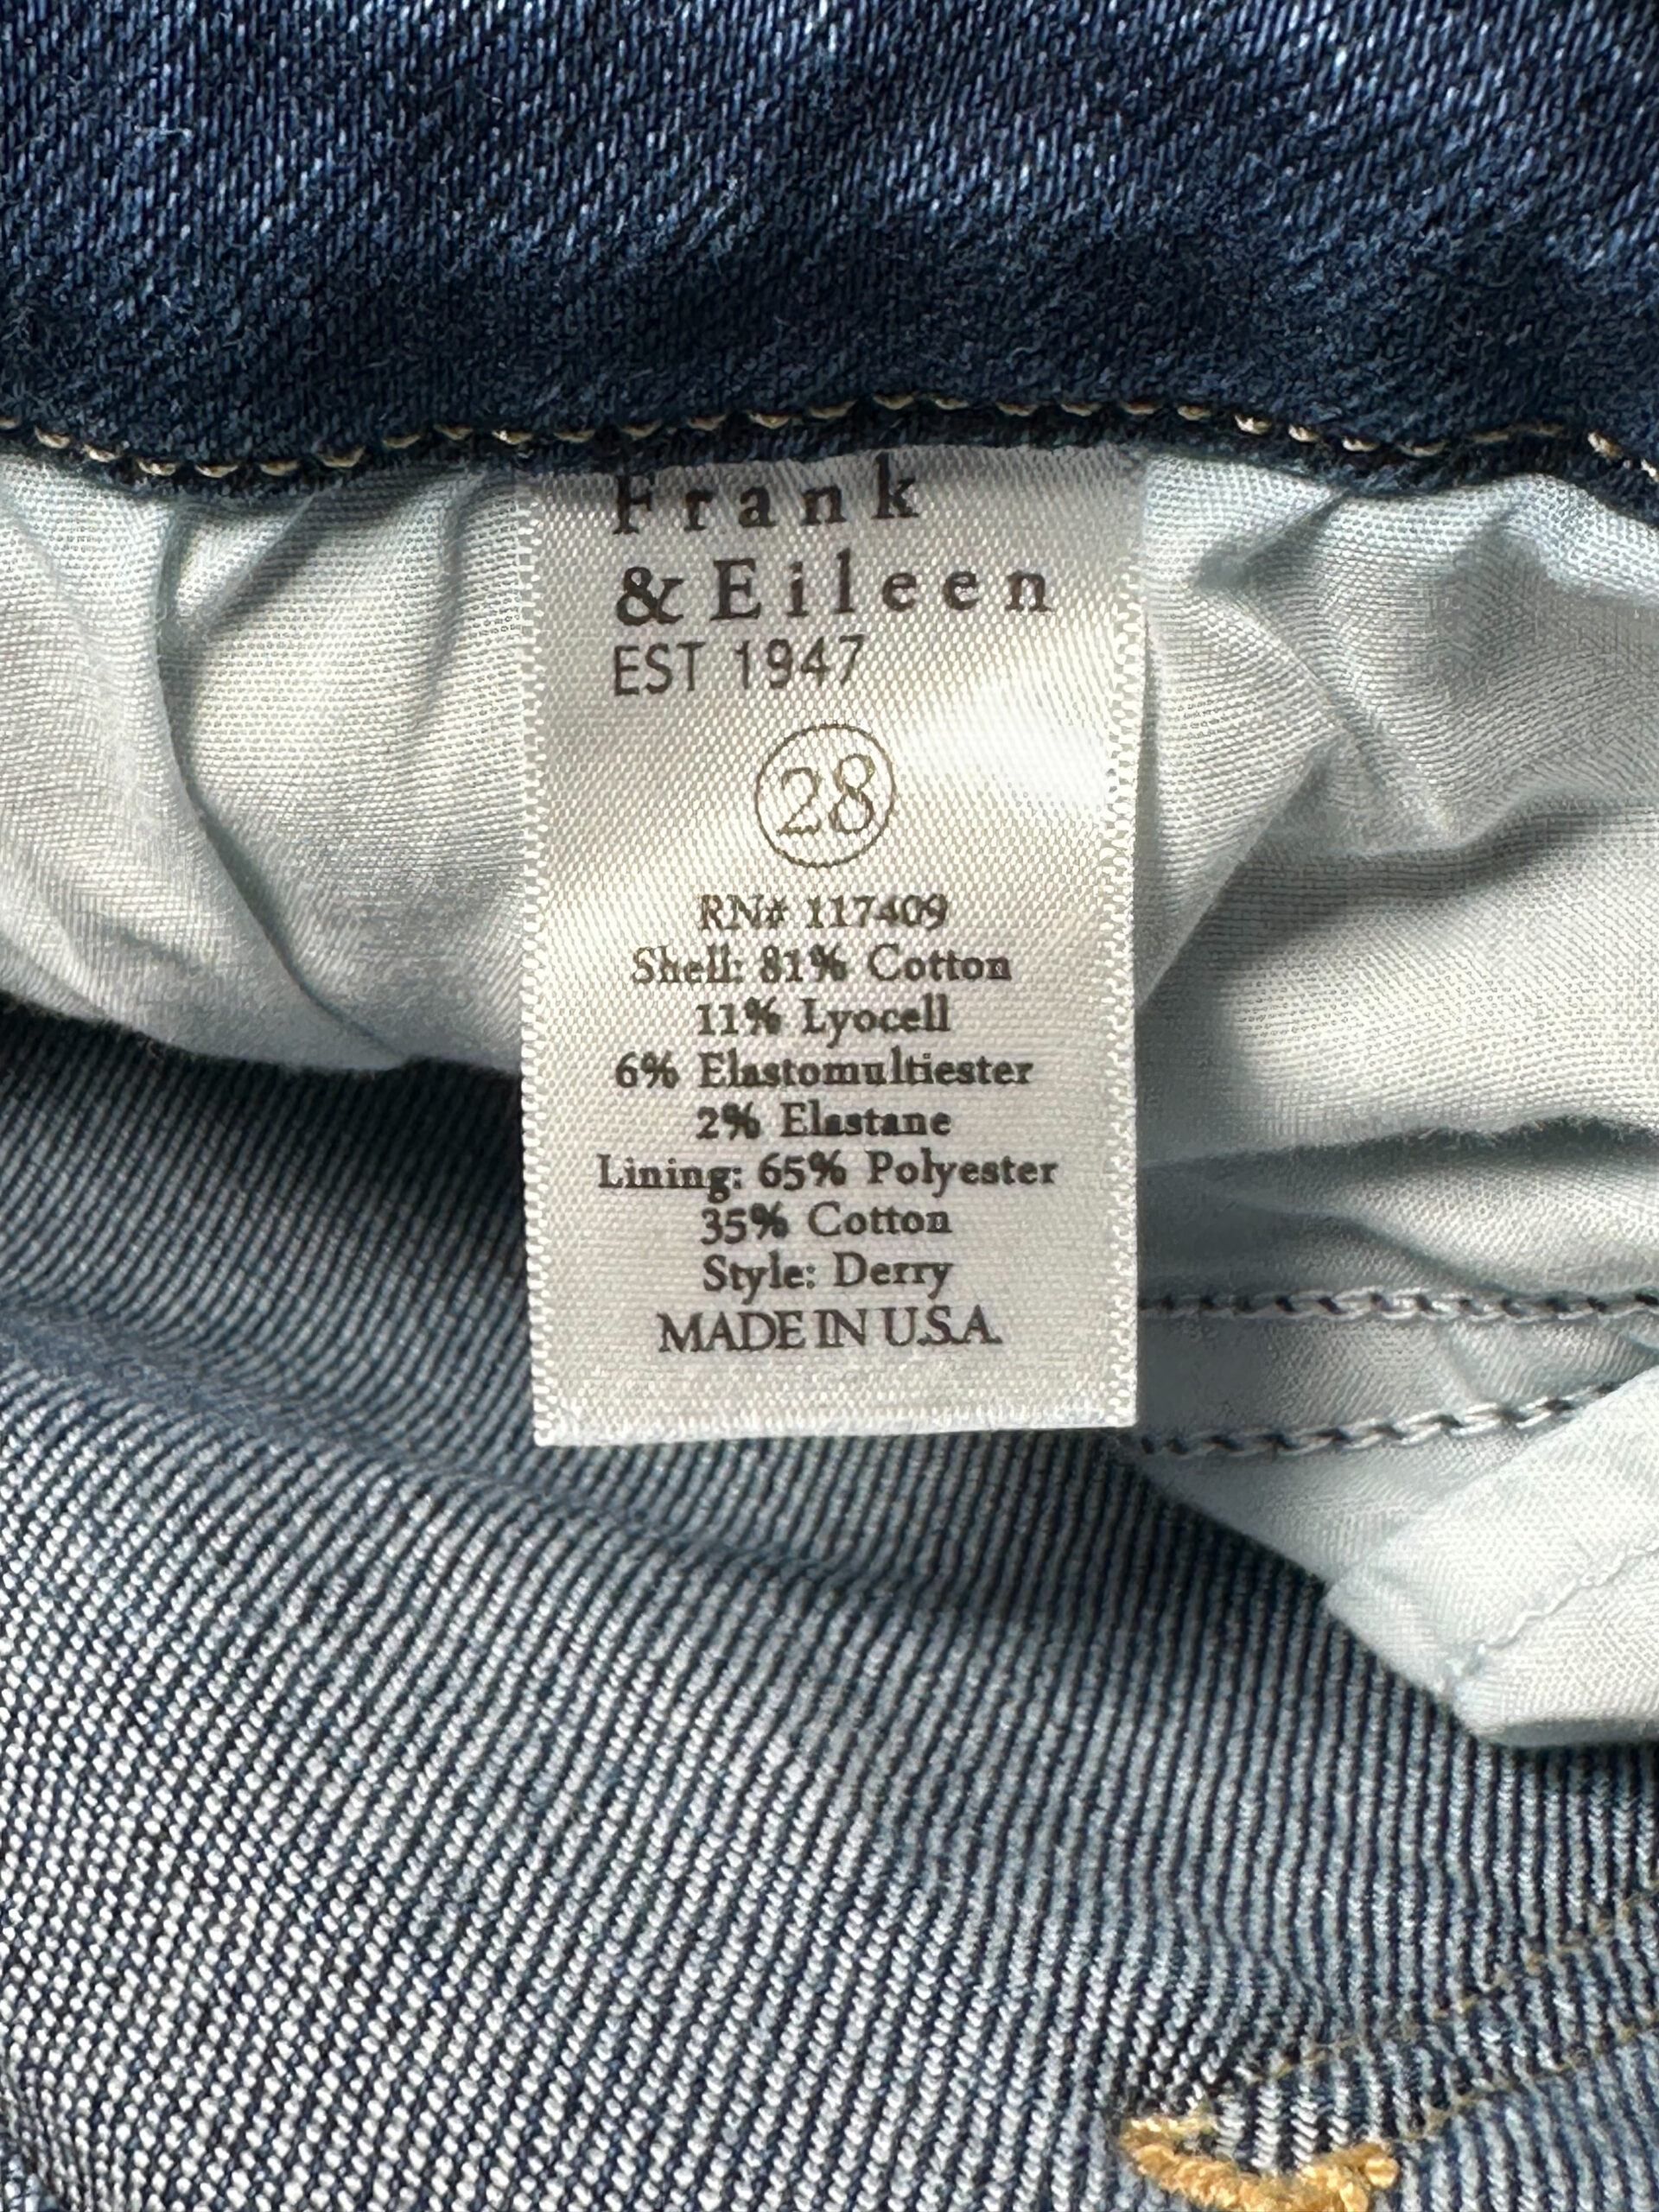 Frank
& Eileen
EST 1947
28
RN# 117409
Shell: 81% Cotton
11% Lyocell
6% Elastomultiester
2% Elastane
Lining: 65% Polyester
35% Cotton
Style: Derry
MADE IN U.S.A.